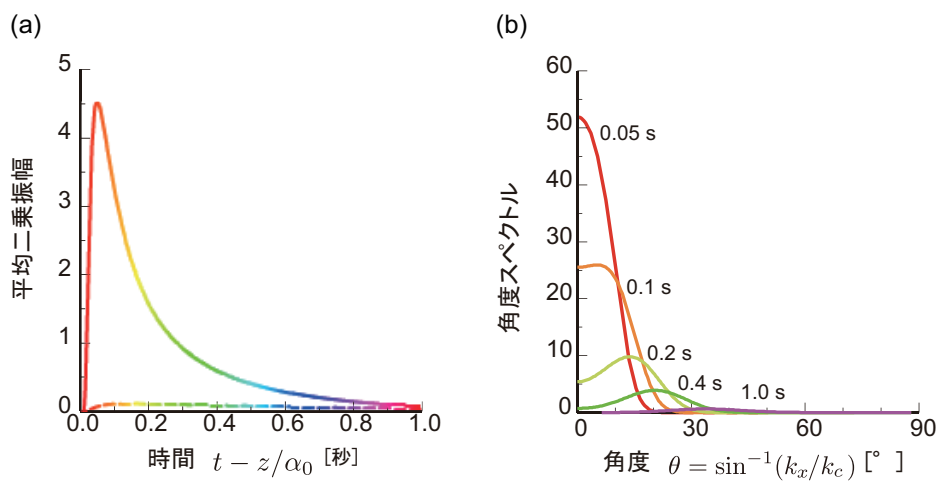 (a)
平均二乗振幅
5
4
3
2
1
0
0.0 0.2 0.4 0.6 0.8 1.0
時間 t − z/α₀ [秒]
(b)
角度スペクトル
60
50
40
30
20
10
0
0.05 s
0.1 s
0.2 s
0.4 s
1.0 s
0 30 60 90
角度 θ = sin⁻¹(kₓ/k_c) [°]